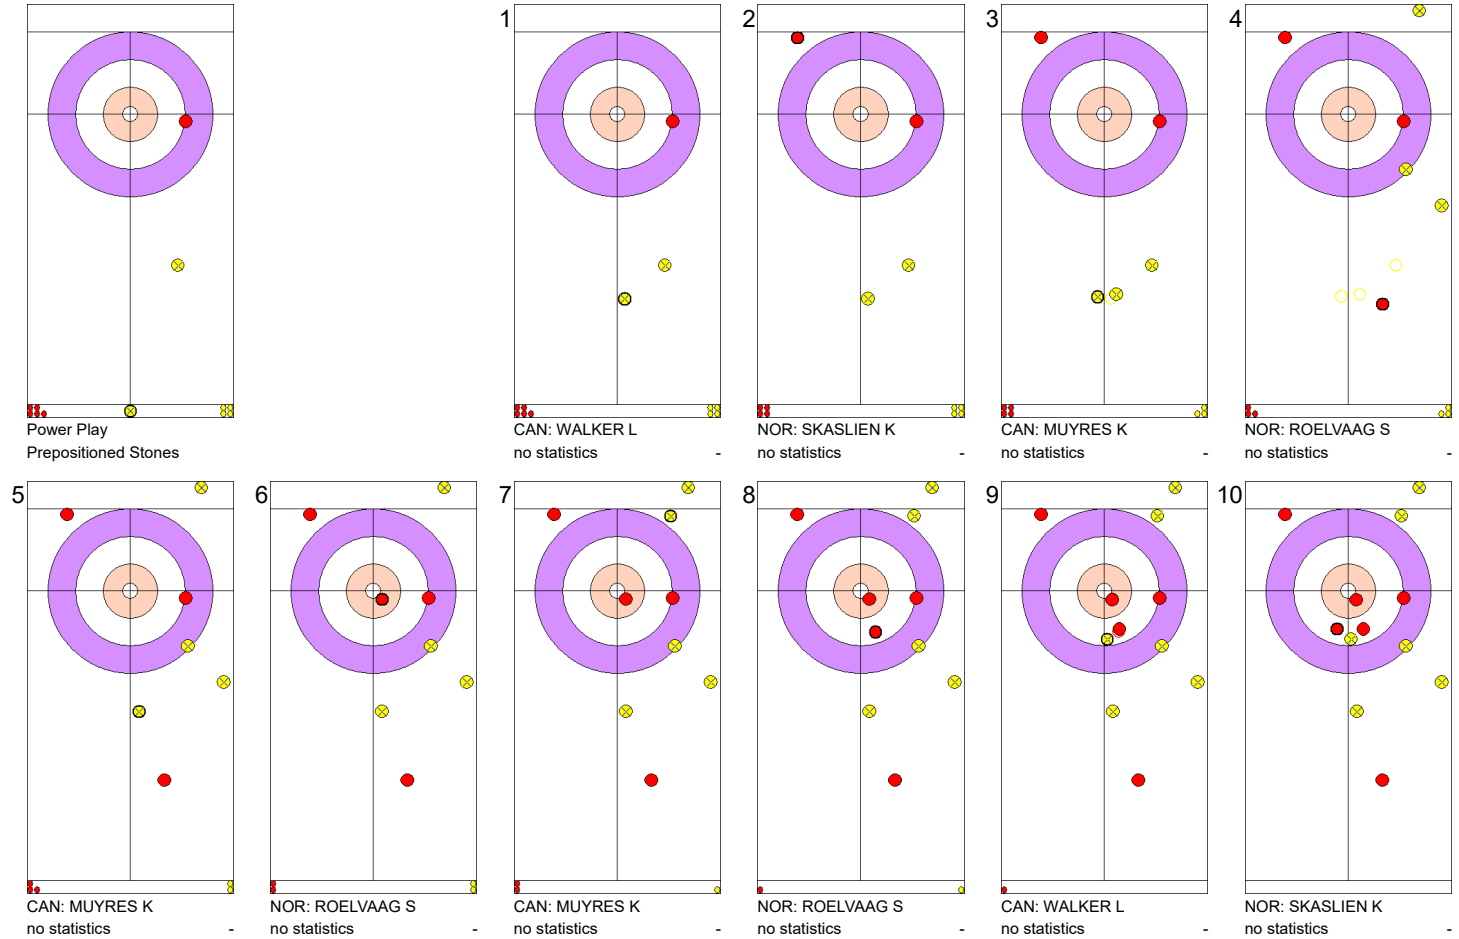 Power Play
Prepositioned Stones
1
CAN: WALKER L
no statistics -
2
NOR: SKASLIEN K
no statistics -
3
CAN: MUYRES K
no statistics -
4
NOR: ROELVAAG S
no statistics -
5
CAN: MUYRES K
no statistics -
6
NOR: ROELVAAG S
no statistics -
7
CAN: MUYRES K
no statistics -
8
NOR: ROELVAAG S
no statistics -
9
CAN: WALKER L
no statistics -
10
NOR: SKASLIEN K
no statistics -